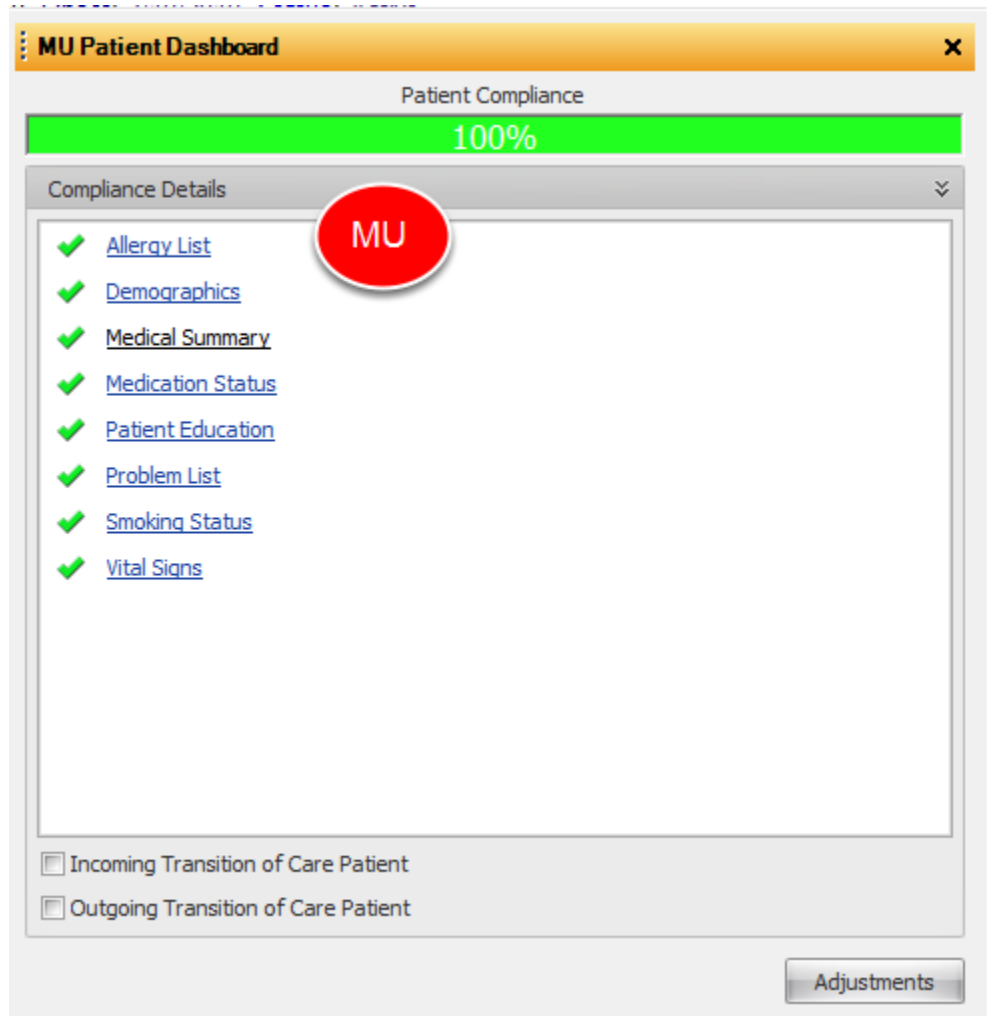 MU Patient Dashboard
Patient Compliance
100%
Compliance Details
MU
Allergy List
Demographics
Medical Summary
Medication Status
Patient Education
Problem List
Smoking Status
Vital Signs
Incoming Transition of Care Patient
Outgoing Transition of Care Patient
Adjustments